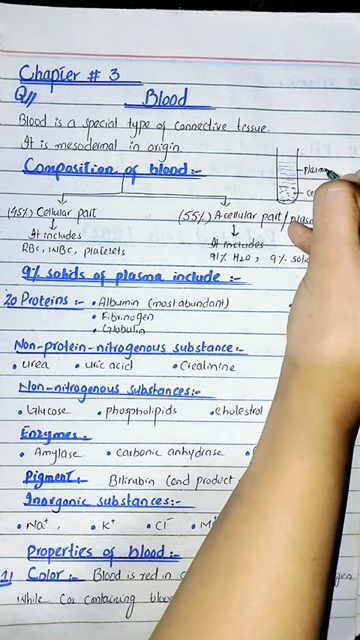 Chapter # 3
Q1/
Blood
Blood is a special type of connective tissue.
It is mesodermal in origin.
Composition of blood:-
plasma
(45%) Cellular part
(55%) Acellular part/
It includes
RBC, WBC, platelets
It includes
91% H2O, 9%
9% solids of plasma include :-
Proteins:- • Albumin (most abundant)
• Fibrinogen
• Globulin
Non-protein-nitrogenous substance:-
• urea • uric acid • Creatinine
Non-nitrogenous substances:-
• Glucose • phospholipids • cholestrol
Enzymes:-
• Amylase • Carbonic anhydrase •
Pigment:- Bilirubin (end product
Inorganic substances:-
• Na+, • K+ • Cl-
Properties of blood:-
1) Color:- Blood is red in
while CO2 containing